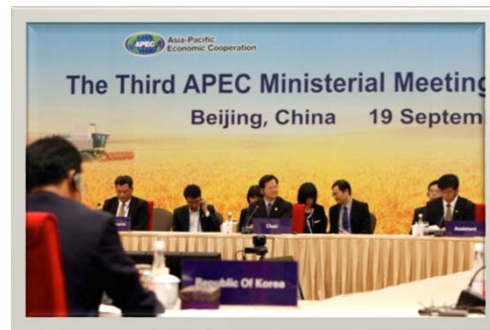 APEC
Asia-Pacific
Economic Cooperation
The Third APEC Ministerial Meeting
Beijing, China 19 Septem
Chair
Assistant
Republic Of Korea